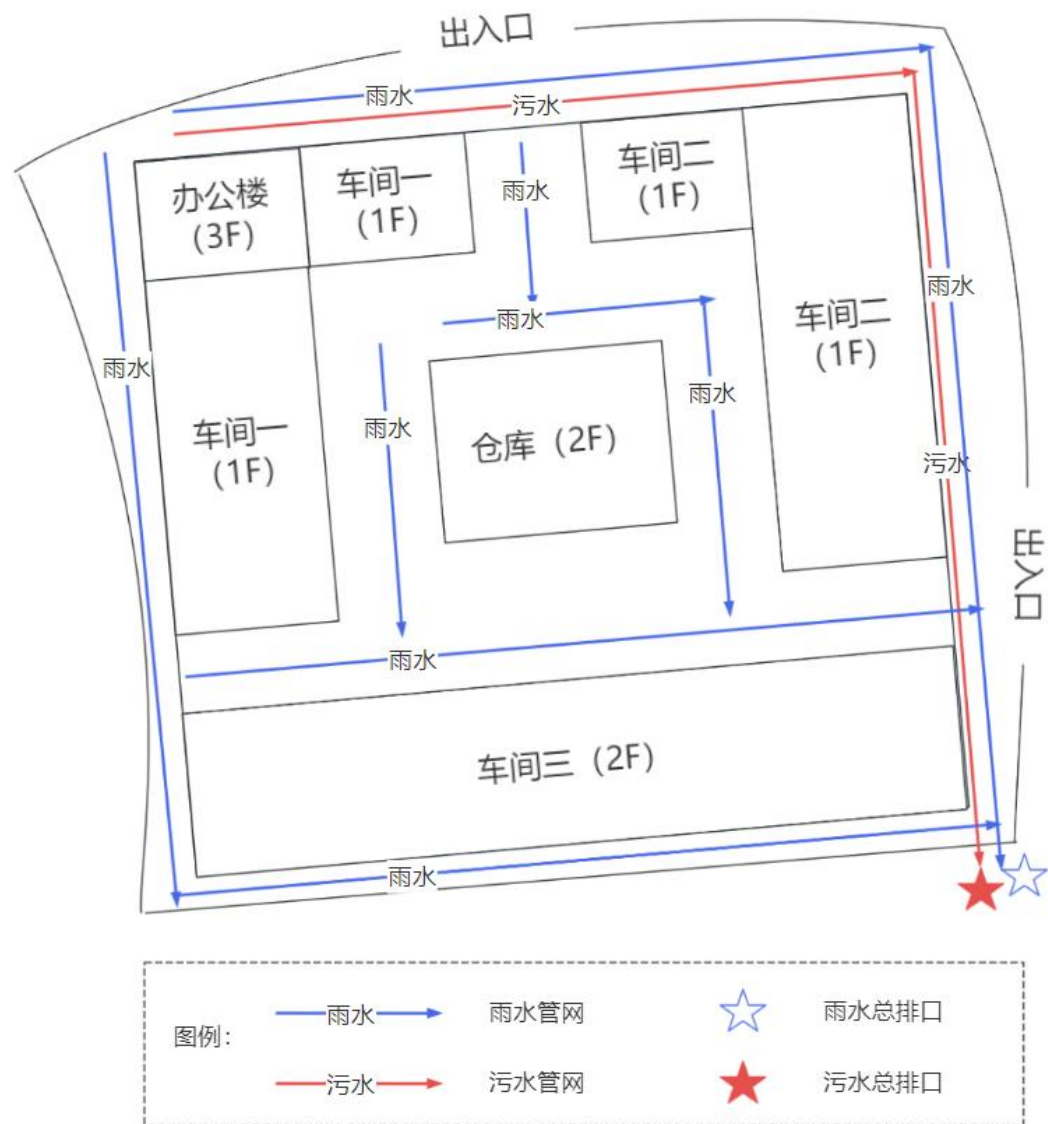 出入口
雨水
污水
办公楼
(3F)
车间一
(1F)
雨水
车间二
(1F)
雨水
雨水
车间二
(1F)
雨水
雨水
车间一
(1F)
雨水
仓库（2F）
雨水
污水
出入口
雨水
车间三（2F）
雨水
图例：
雨水
雨水管网
雨水总排口
污水
污水管网
污水总排口